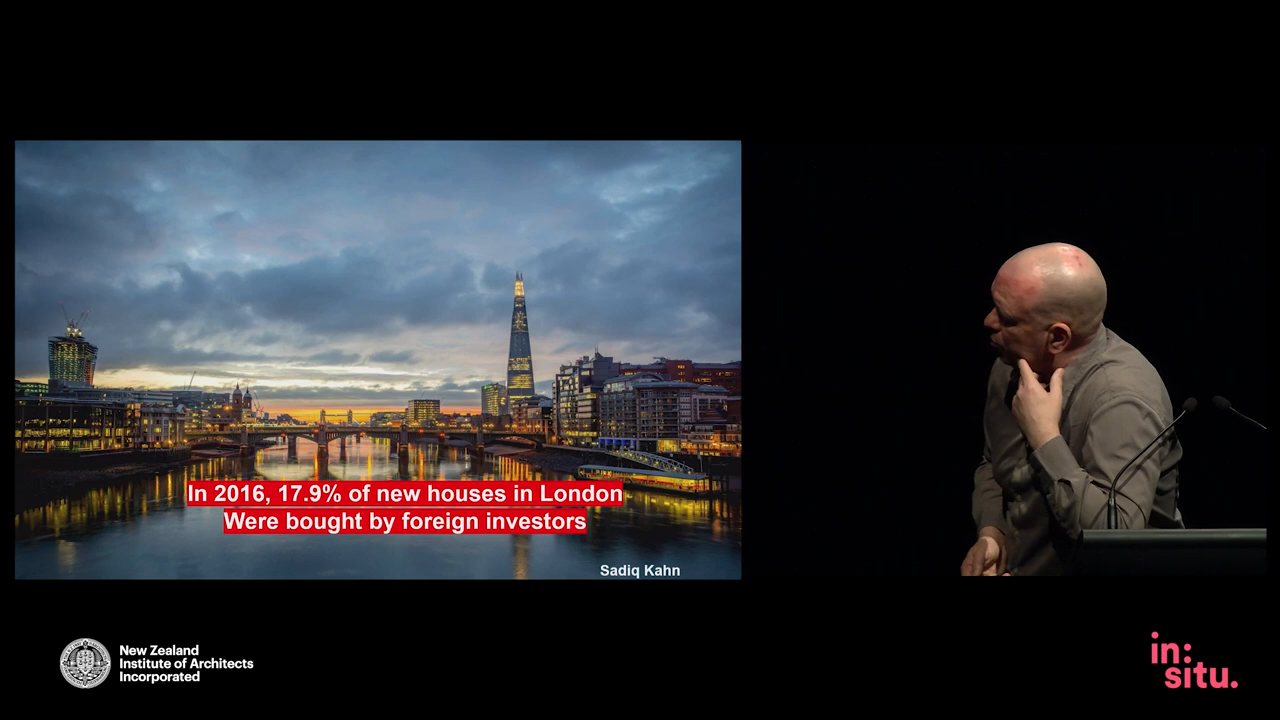 In 2016, 17.9% of new houses in London
Were bought by foreign investors
Sadiq Kahn
New Zealand
Institute of Architects
Incorporated
in:
situ.